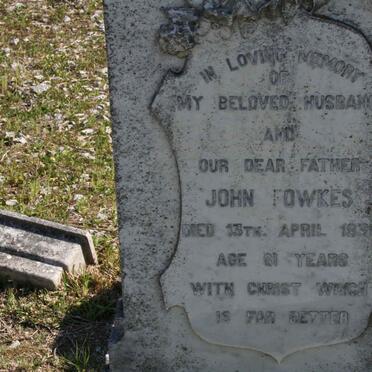 IN LOVING MEMORY
OF
MY BELOVED HUSBAND
AND
OUR DEAR FATHER
JOHN FOWKES
DIED 13TH. APRIL
AGE 61 YEARS
WITH CHRIST WHICH
IS FAR BETTER